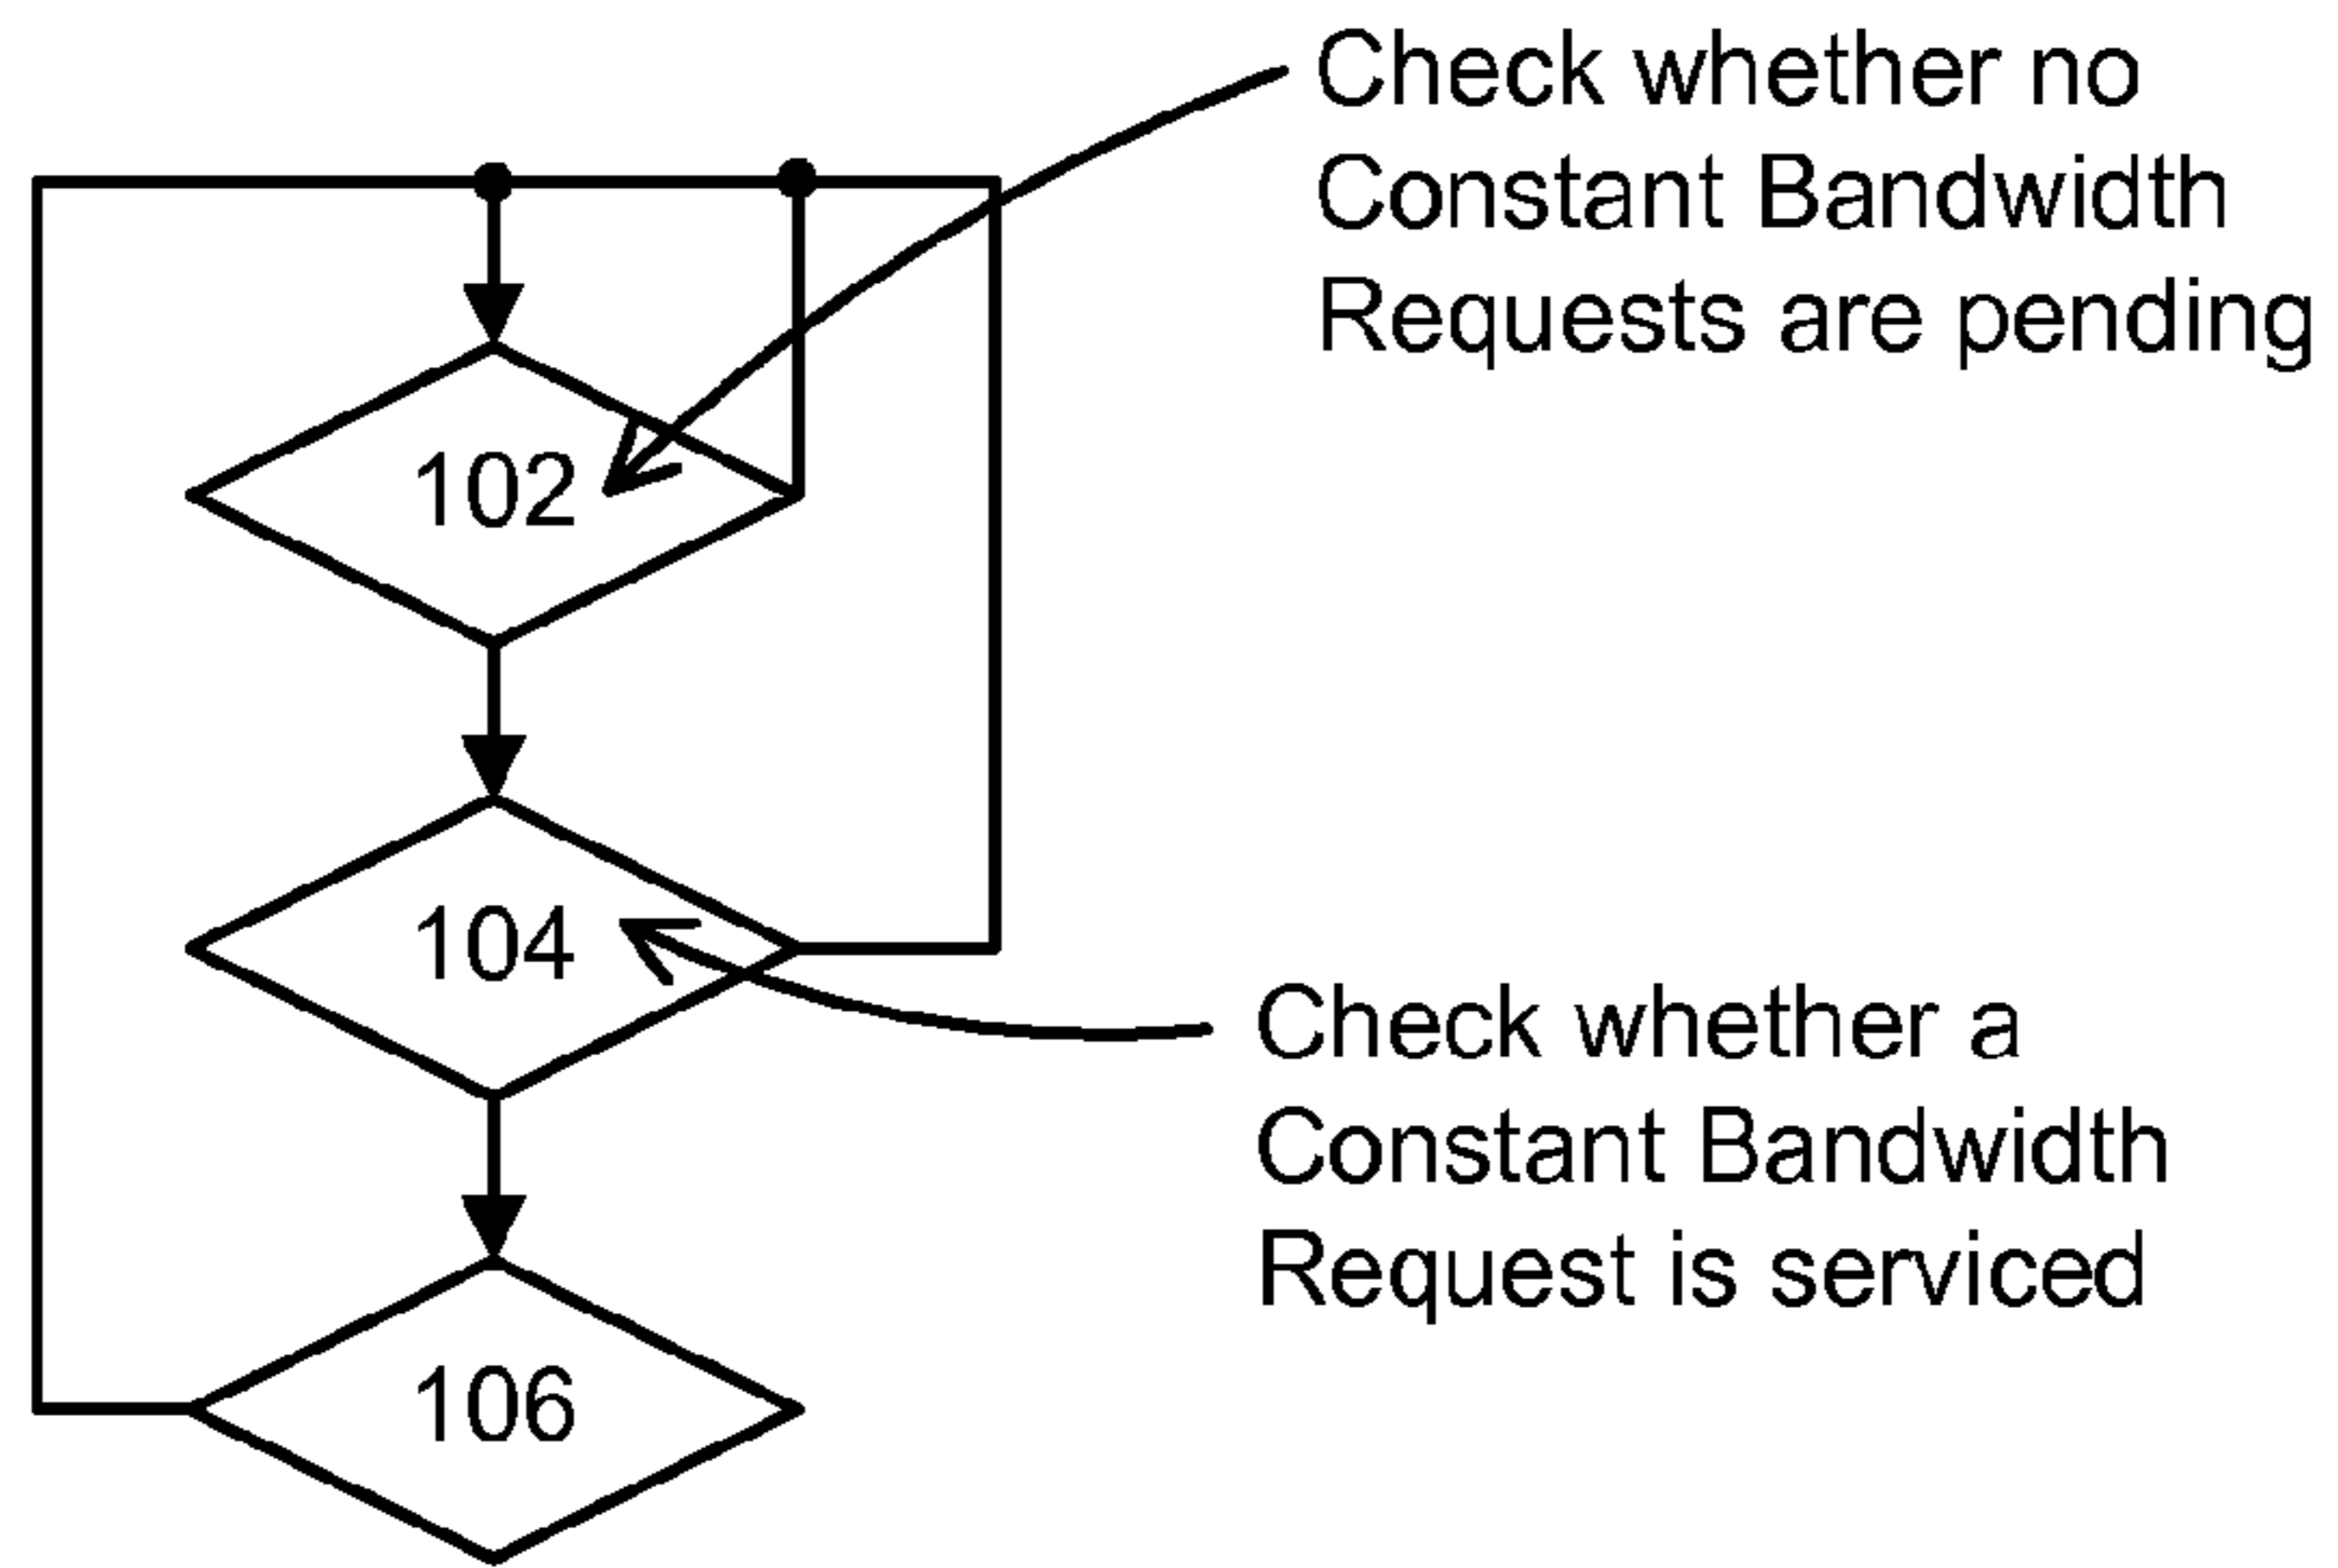 Check whether no
Constant Bandwidth
Requests are pending
102
104
Check whether a
Constant Bandwidth
Request is serviced
106